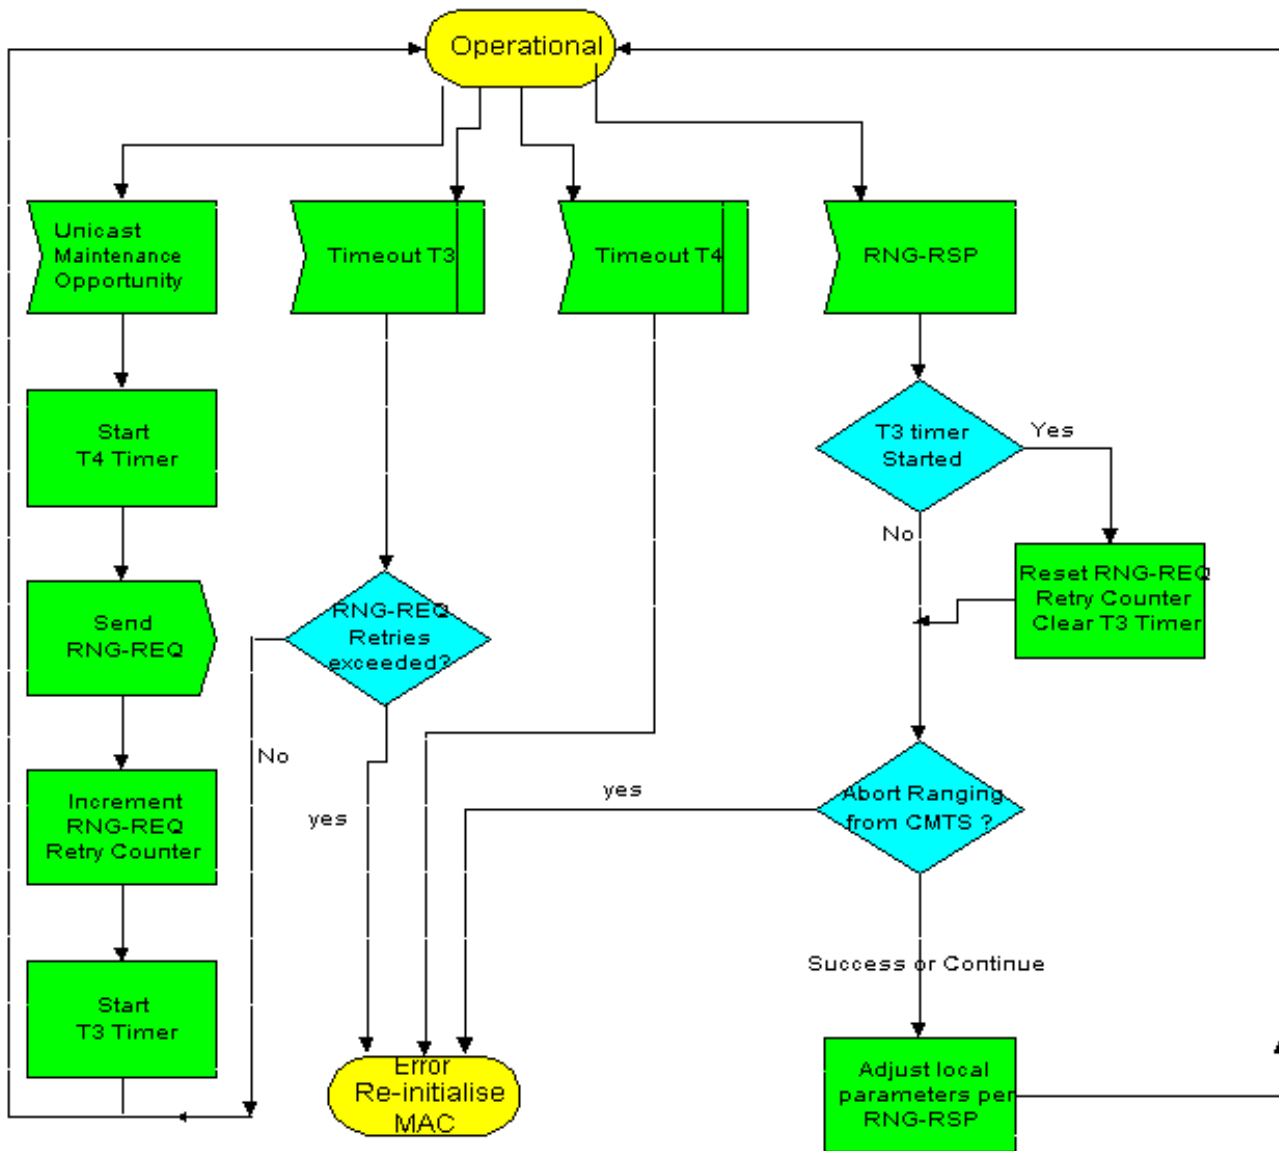 Operational
Unicast
Maintenance
Opportunity
Timeout T3
Timeout T4
RNG-RSP
Start
T4 Timer
T3 timer
Started
Yes
No
Reset RNG-REQ
Retry Counter
Clear T3 Timer
Send
RNG-REQ
RNG-REQ
Retries
exceeded?
No
yes
yes
Increment
RNG-REQ
Retry Counter
Abort Ranging
from CMTS ?
Success or Continue
Start
T3 Timer
Error
Re-initialise
MAC
Adjust local
parameters per
RNG-RSP